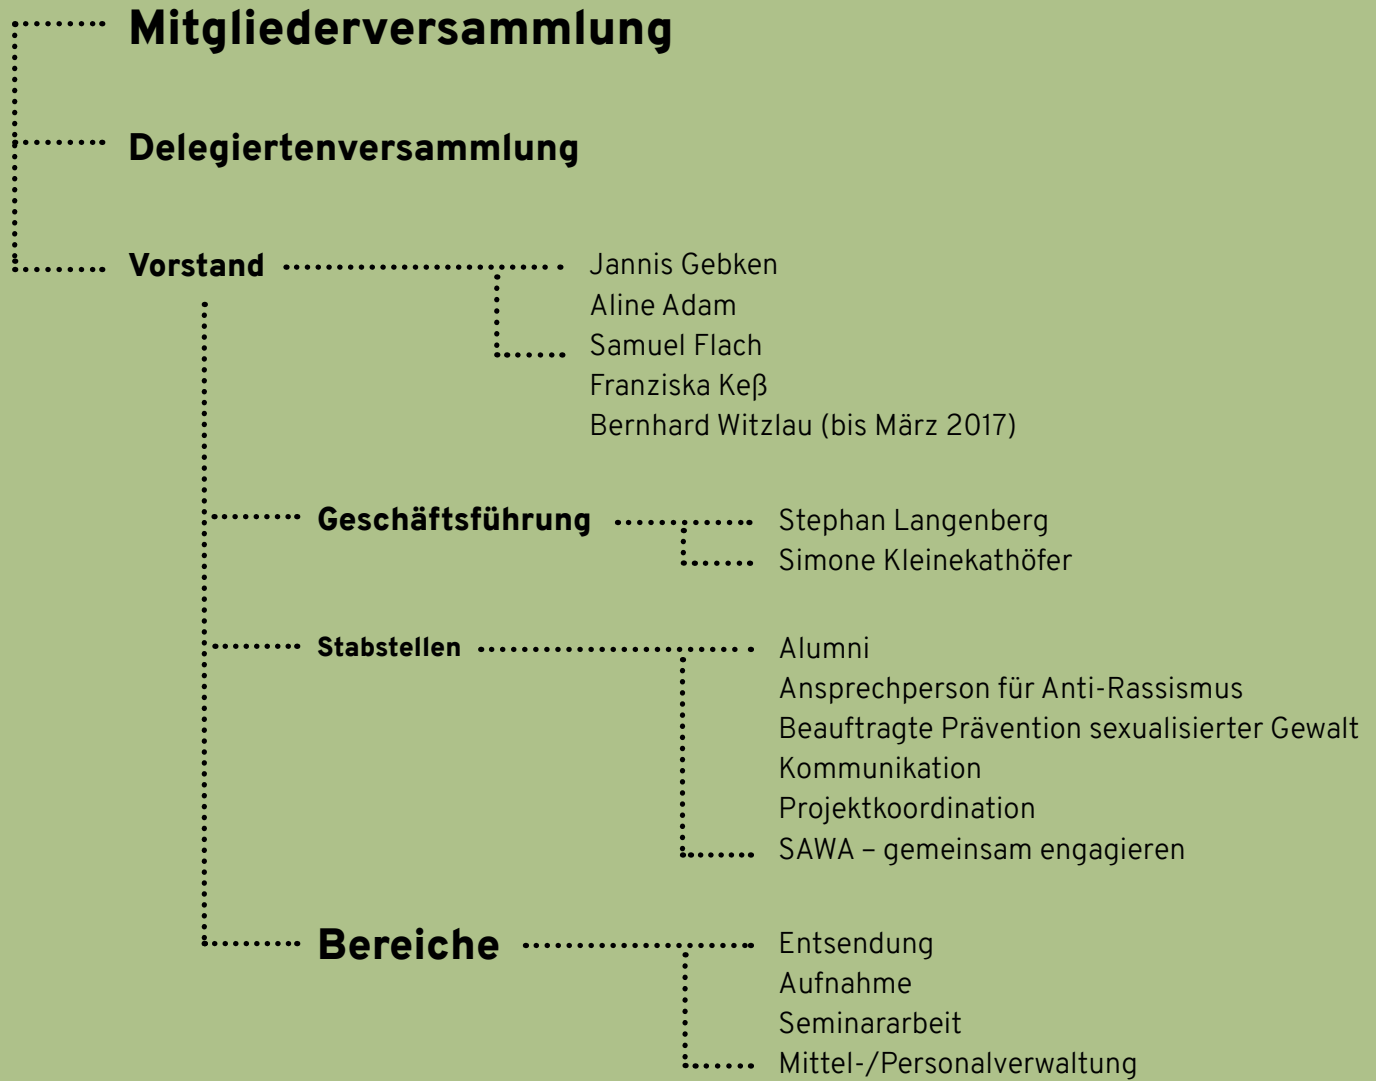 Mitgliederversammlung
Delegiertenversammlung
Vorstand
Jannis Gebken
Aline Adam
Samuel Flach
Franziska Keß
Bernhard Witzlau (bis März 2017)
Geschäftsführung
Stephan Langenberg
Simone Kleinekathöfer
Stabstellen
Alumni
Ansprechperson für Anti-Rassismus
Beauftragte Prävention sexualisierter Gewalt
Kommunikation
Projektkoordination
SAWA – gemeinsam engagieren
Bereiche
Entsendung
Aufnahme
Seminararbeit
Mittel-/Personalverwaltung